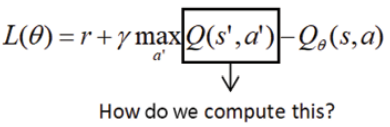 L(θ) = r + γ max Q(s', a') − Q_θ(s, a)
a'
How do we compute this?